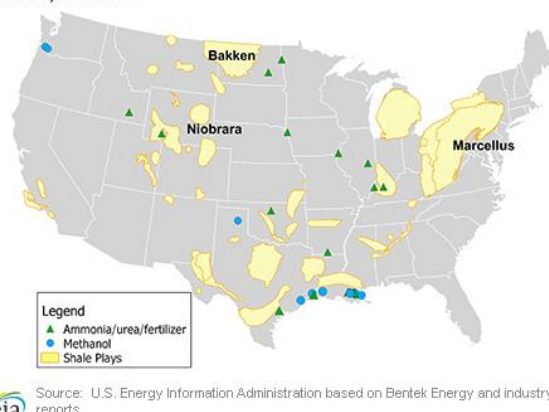 Bakken
Niobrara
Marcellus
Legend
Ammonia/urea/fertilizer
Methanol
Shale Plays
eia
Source: U.S. Energy Information Administration based on Bentek Energy and industry
reports